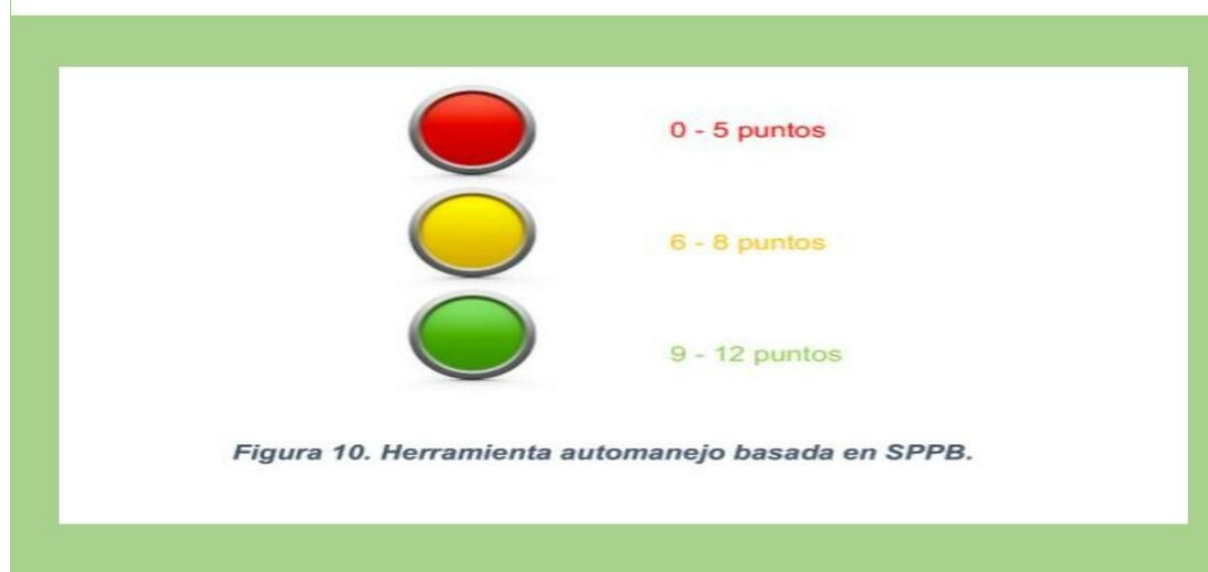 0 - 5 puntos
6 - 8 puntos
9 - 12 puntos
Figura 10. Herramienta automanejo basada en SPPB.